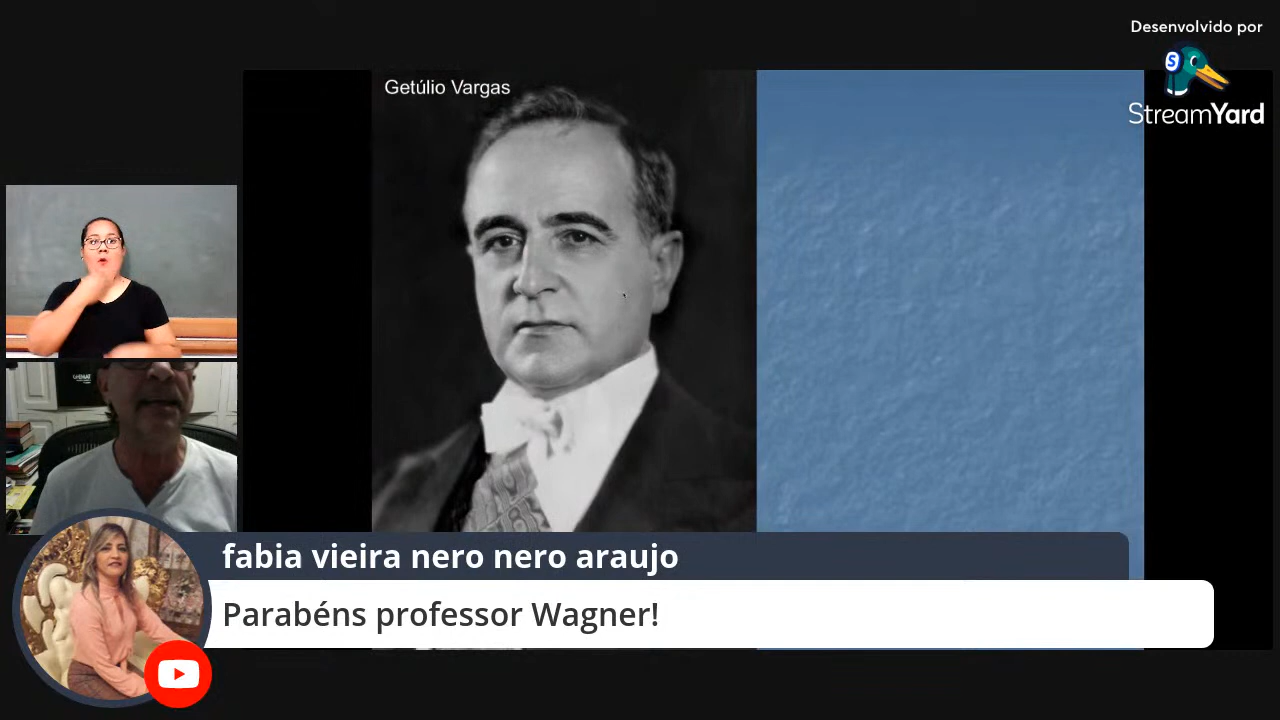 Desenvolvido por
StreamYard
Getúlio Vargas
fabia vieira nero nero araujo
Parabéns professor Wagner!